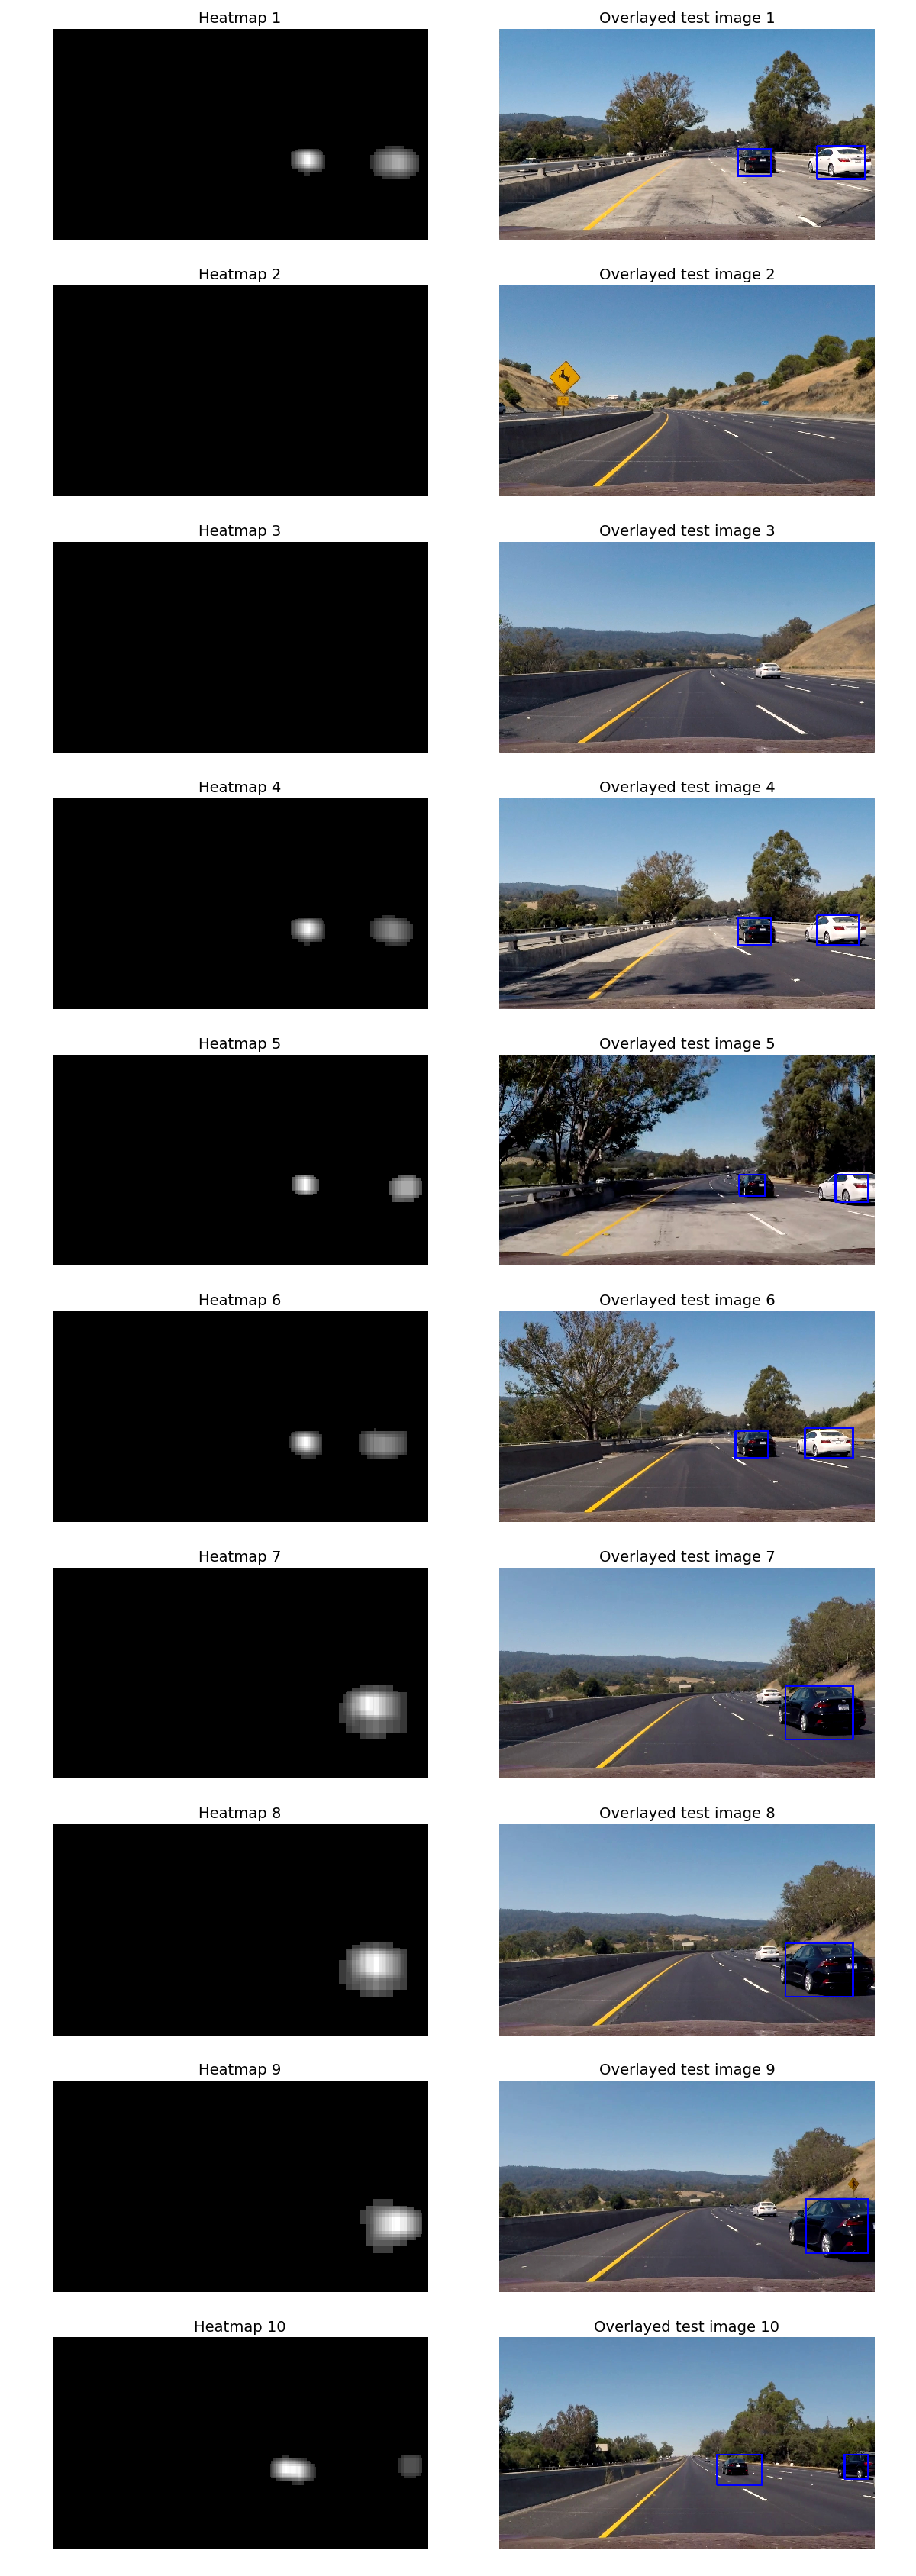 Heatmap 1
Overlayed test image 1
Heatmap 2
Overlayed test image 2
Heatmap 3
Overlayed test image 3
Heatmap 4
Overlayed test image 4
Heatmap 5
Overlayed test image 5
Heatmap 6
Overlayed test image 6
Heatmap 7
Overlayed test image 7
Heatmap 8
Overlayed test image 8
Heatmap 9
Overlayed test image 9
Heatmap 10
Overlayed test image 10